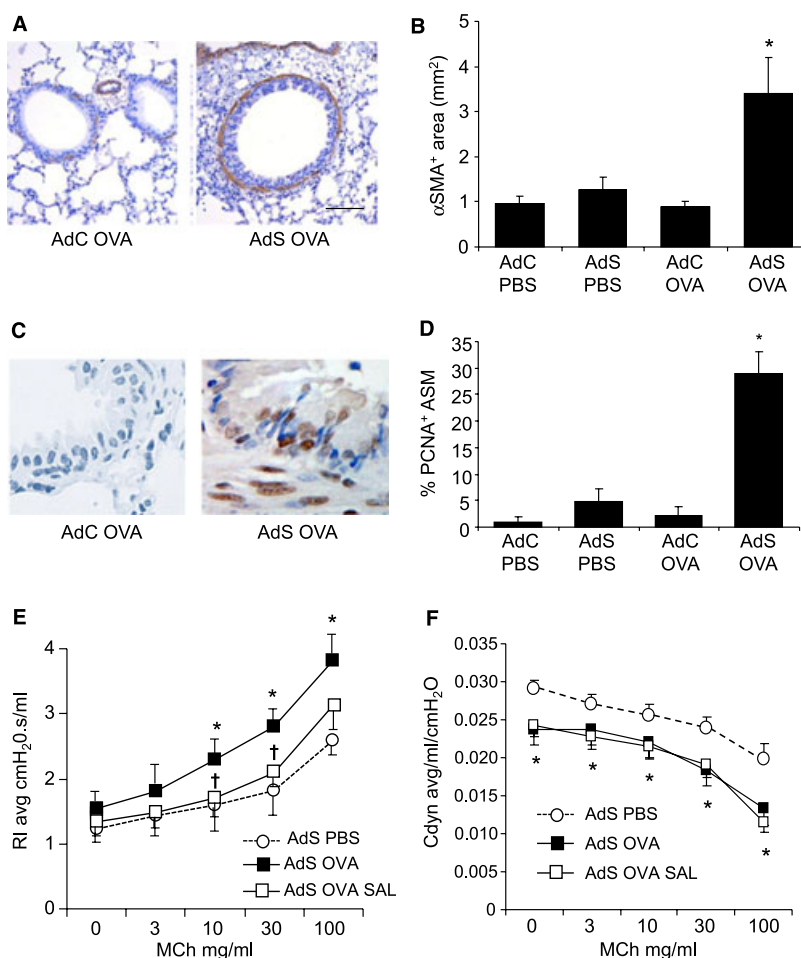 A
AdC OVA
AdS OVA
B
αSMA⁺ area (mm²)
5
4
3
2
1
0
*
AdC PBS
AdS PBS
AdC OVA
AdS OVA
C
AdC OVA
AdS OVA
D
% PCNA⁺ ASM
35
30
25
20
15
10
5
0
*
AdC PBS
AdS PBS
AdC OVA
AdS OVA
E
RI avg cmH₂0.s/ml
4
3
2
1
0
* * *
† †
AdS PBS
AdS OVA
AdS OVA SAL
0 3 10 30 100
MCh mg/ml
F
Cdyn avg/ml/cmH₂O
0.035
0.030
0.025
0.020
0.015
0.010
0.005
0.000
* * * * *
AdS PBS
AdS OVA
AdS OVA SAL
0 3 10 30 100
MCh mg/ml